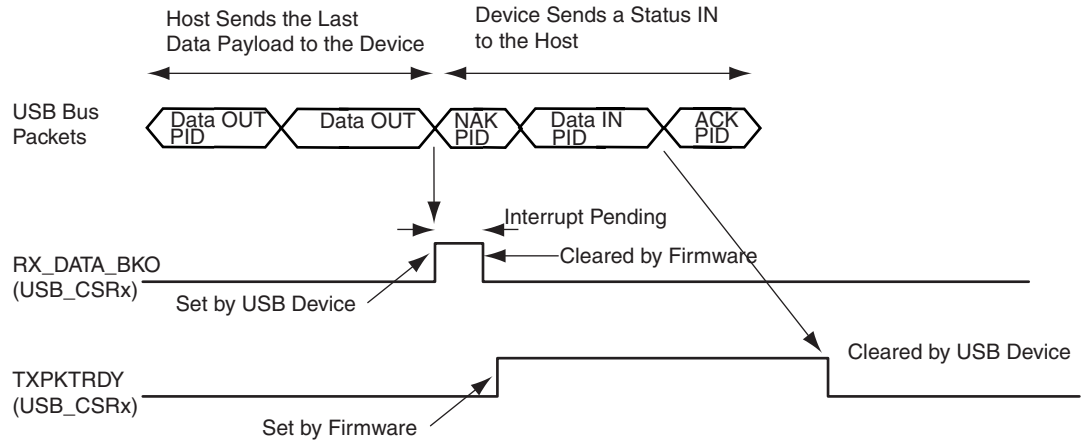 Host Sends the Last
Data Payload to the Device
Device Sends a Status IN
to the Host
USB Bus
Packets
Data OUT
PID
Data OUT
NAK
PID
Data IN
PID
ACK
PID
Interrupt Pending
RX_DATA_BKO
(USB_CSRx)
Cleared by Firmware
Set by USB Device
Cleared by USB Device
TXPKTRDY
(USB_CSRx)
Set by Firmware